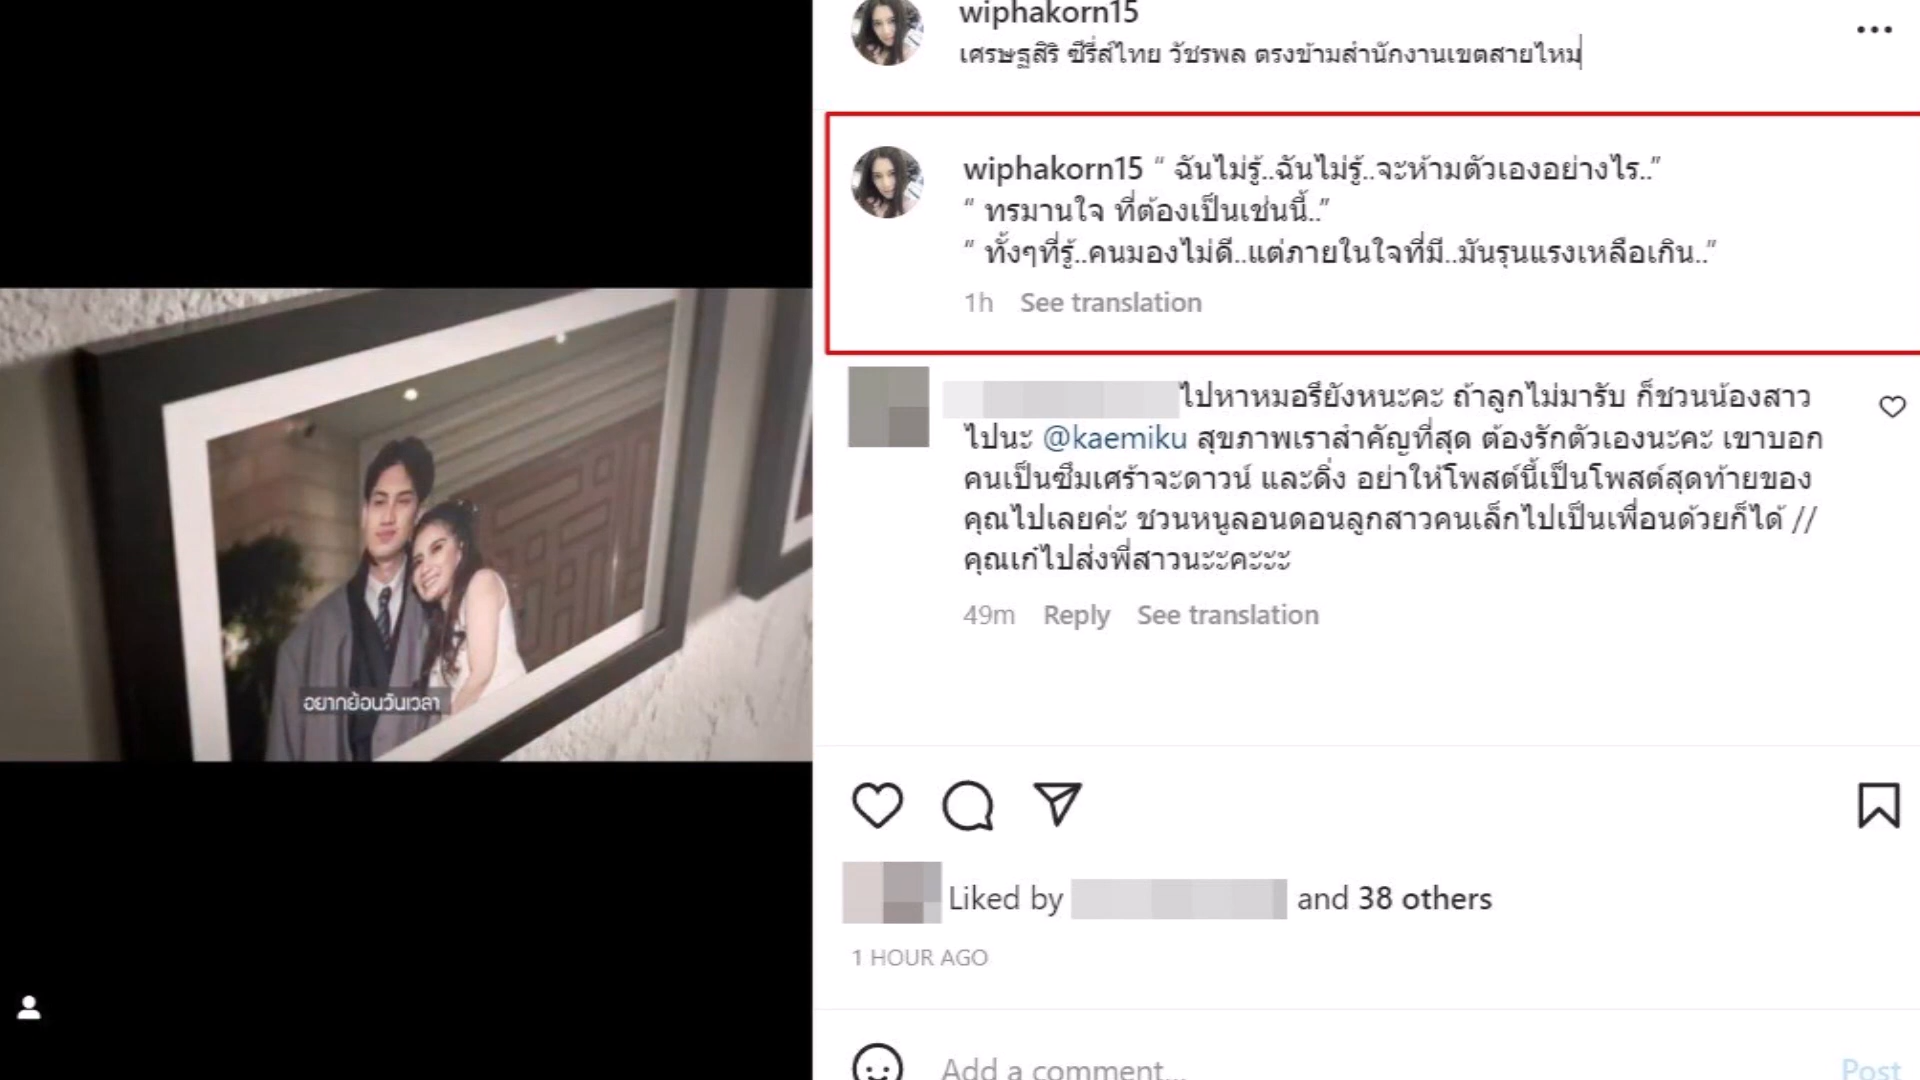 wiphakorn15
เศรษฐสิริ ซีรี่ส์ไทย วัชรพล ตรงข้ามสำนักงานเขตสายไหม
wiphakorn15 “ ฉันไม่รู้..ฉันไม่รู้..จะห้ามตัวเองอย่างไร..”
“ ทรมานใจ ที่ต้องเป็นเช่นนี้..”
“ ทั้งๆที่รู้..คนมองไม่ดี..แต่ภายในใจที่มี..มันรุนแรงเหลือเกิน..”
1h See translation
ไปหาหมอรึยังหนะคะ ถ้าลูกไม่มารับ ก็ชวนน้องสาว
ไปนะ @kaemiku สุขภาพเราสำคัญที่สุด ต้องรักตัวเองนะคะ เขาบอก
คนเป็นซึมเศร้าจะดาวน์ และดิ่ง อย่าให้โพสต์นี้เป็นโพสต์สุดท้ายของ
คุณไปเลยค่ะ ชวนหนูลอนดอนลูกสาวคนเล็กไปเป็นเพื่อนด้วยก็ได้ //
คุณเก๋ไปส่งพี่สาวนะะคะะะ
49m Reply See translation
อยากย้อนวันเวลา
Liked by and 38 others
1 HOUR AGO
Add a comment...
Post